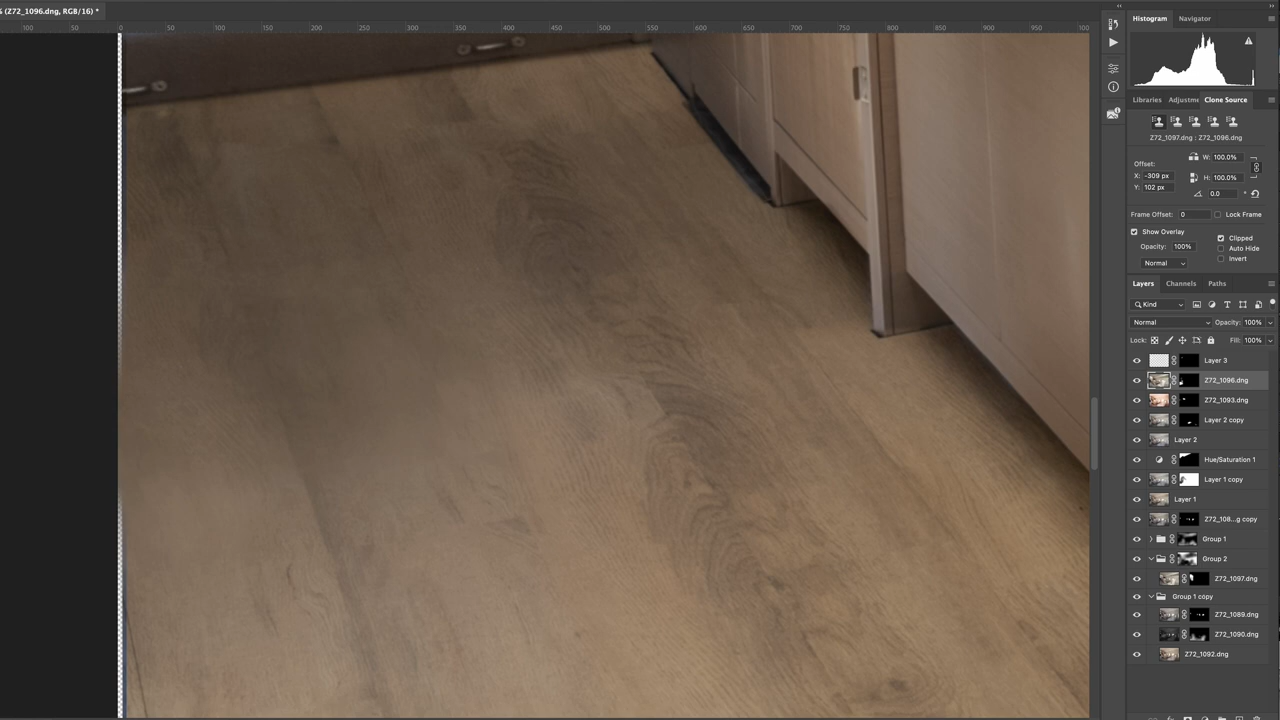 % (Z72_1096.dng, RGB/16) *
100 50 0 50 100 150 200 250 300 350 400 450 500 550 600 650 700 750 800 850 900 950 100
Histogram Navigator
Libraries Adjustme Clone Source
Z72_1097.dng : Z72_1096.dng
W: 100.0%
Offset:
X: -309 px
H: 100.0%
Y: 102 px
0.0 °
Frame Offset: 0 Lock Frame
Show Overlay
Clipped
Opacity: 100%
Auto Hide
Normal
Invert
Layers Channels Paths
Kind
Normal Opacity: 100%
Lock: Fill: 100%
Layer 3
Z72_1096.dng
Z72_1093.dng
Layer 2 copy
Layer 2
Hue/Saturation 1
Layer 1 copy
Layer 1
Z72_108...g copy
Group 1
Group 2
Z72_1097.dng
Group 1 copy
Z72_1089.dng
Z72_1090.dng
Z72_1092.dng